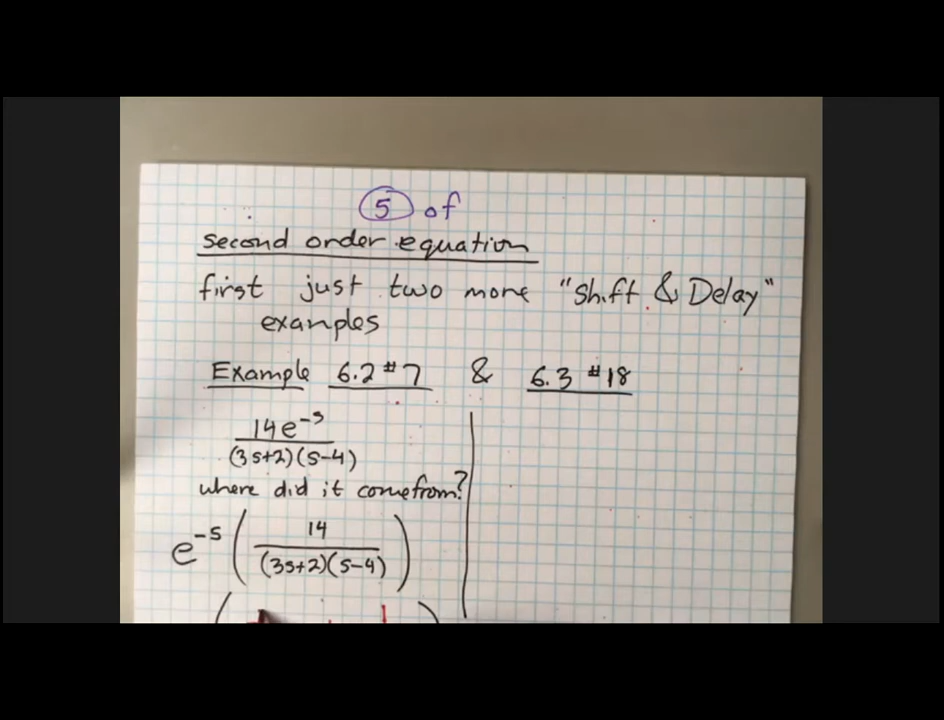 5 of
second order equation
first just two more "Shift & Delay"
examples
Example 6.2 #7 & 6.3 #18
14e^-s
(3s+2)(s-4)
where did it come from?
e^-s ( 14 / (3s+2)(s-4) )